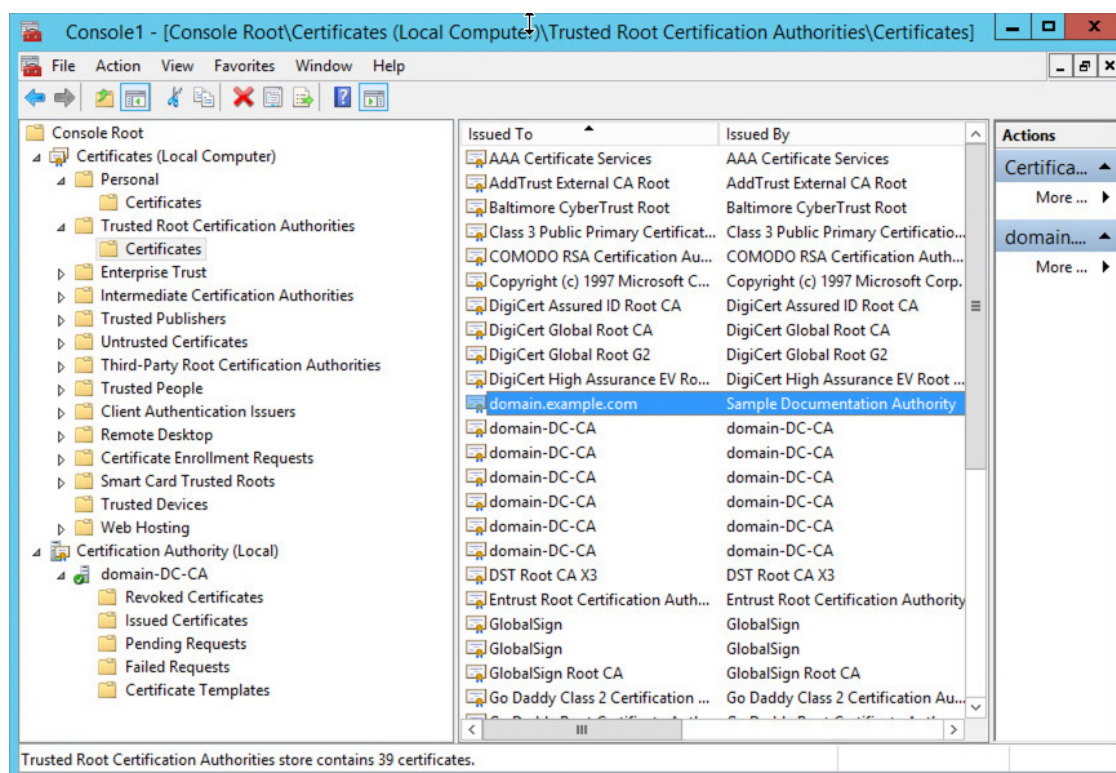 Console1 - [Console Root\Certificates (Local Computer)\Trusted Root Certification Authorities\Certificates]
File Action View Favorites Window Help
Console Root
Certificates (Local Computer)
Personal
Certificates
Trusted Root Certification Authorities
Certificates
Enterprise Trust
Intermediate Certification Authorities
Trusted Publishers
Untrusted Certificates
Third-Party Root Certification Authorities
Trusted People
Client Authentication Issuers
Remote Desktop
Certificate Enrollment Requests
Smart Card Trusted Roots
Trusted Devices
Web Hosting
Certification Authority (Local)
domain-DC-CA
Revoked Certificates
Issued Certificates
Pending Requests
Failed Requests
Certificate Templates
Issued To Issued By
AAA Certificate Services AAA Certificate Services
AddTrust External CA Root AddTrust External CA Root
Baltimore CyberTrust Root Baltimore CyberTrust Root
Class 3 Public Primary Certificat... Class 3 Public Primary Certificatio...
COMODO RSA Certification Au... COMODO RSA Certification Auth...
Copyright (c) 1997 Microsoft C... Copyright (c) 1997 Microsoft Corp.
DigiCert Assured ID Root CA DigiCert Assured ID Root CA
DigiCert Global Root CA DigiCert Global Root CA
DigiCert Global Root G2 DigiCert Global Root G2
DigiCert High Assurance EV Ro... DigiCert High Assurance EV Root ...
domain.example.com Sample Documentation Authority
domain-DC-CA domain-DC-CA
domain-DC-CA domain-DC-CA
domain-DC-CA domain-DC-CA
domain-DC-CA domain-DC-CA
domain-DC-CA domain-DC-CA
domain-DC-CA domain-DC-CA
DST Root CA X3 DST Root CA X3
Entrust Root Certification Auth... Entrust Root Certification Authority
GlobalSign GlobalSign
GlobalSign GlobalSign
GlobalSign Root CA GlobalSign Root CA
Go Daddy Class 2 Certification ... Go Daddy Class 2 Certification Au...
Actions
Certifica...
More ...
domain....
More ...
Trusted Root Certification Authorities store contains 39 certificates.